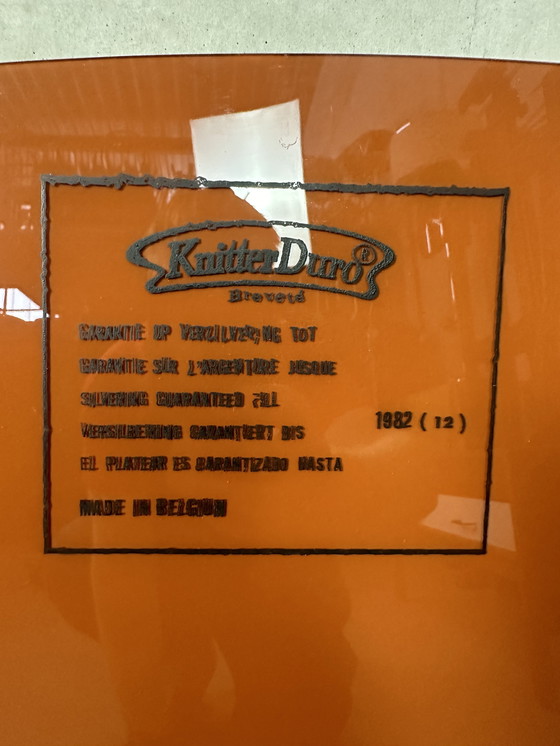 KnitterDuro®
Breveté
GARANTIE OP VERZILVERING TOT
GARANTIE SUR L'ARGENTURE JUSQUE
SILVERING GUARANTEED TILL
VERSILBERUNG GARANTIERT BIS
EL PLATEAR ES GARANTIZADO HASTA
1982 (12)
MADE IN BELGIUM